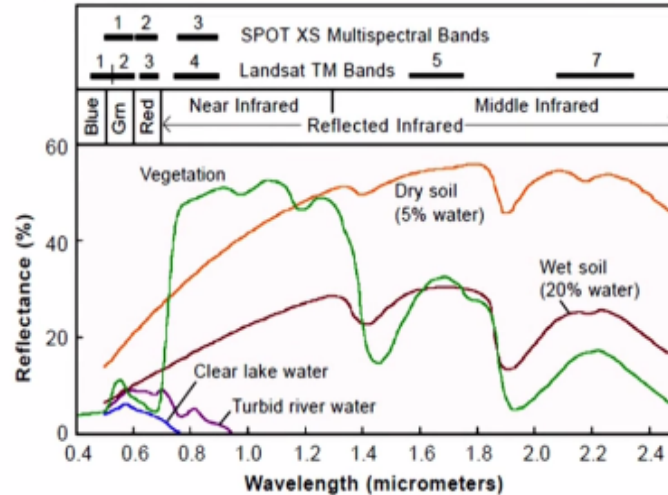 1 2 3
SPOT XS Multispectral Bands
1 2 3 4 5 7
Landsat TM Bands
Blue Grn Red Near Infrared Middle Infrared
Reflected Infrared
60
Vegetation
Dry soil
(5% water)
40
Reflectance (%)
Wet soil
(20% water)
20
Clear lake water
Turbid river water
0
0.4 0.6 0.8 1.0 1.2 1.4 1.6 1.8 2.0 2.2 2.4
Wavelength (micrometers)